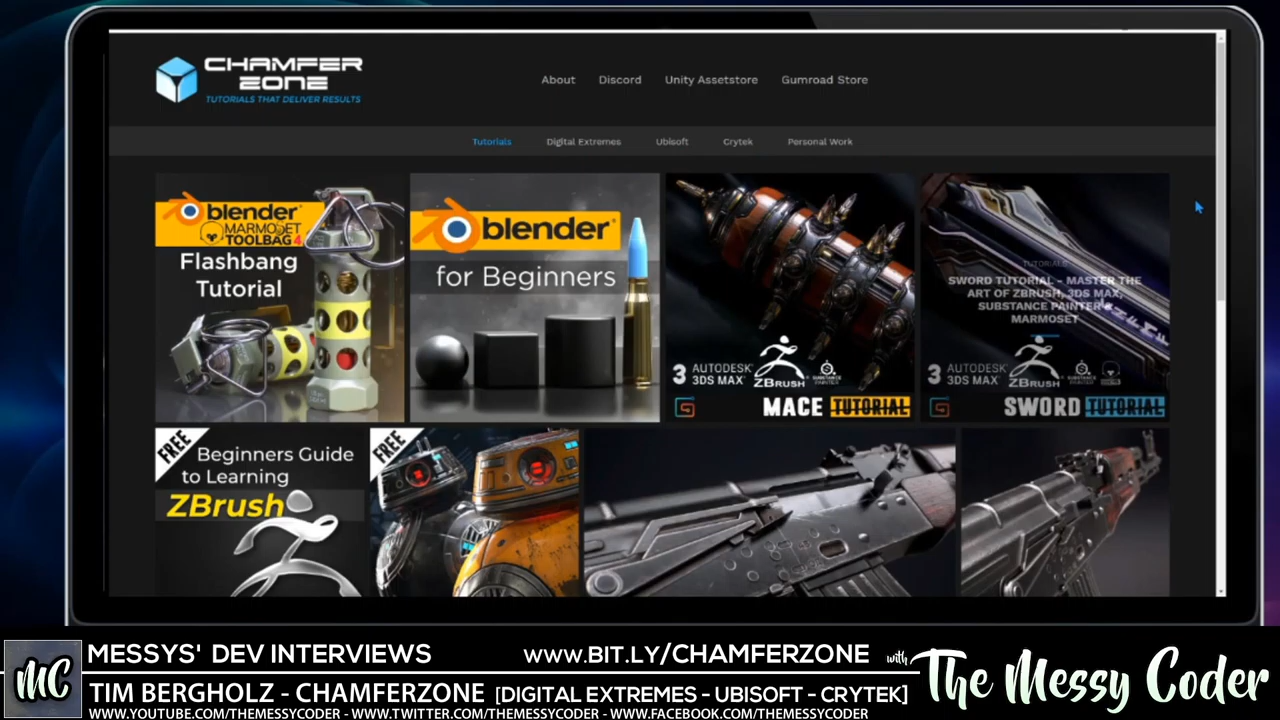 CHAMFER
ZONE
TUTORIALS THAT DELIVER RESULTS
About Discord Unity Assetstore Gumroad Store
Tutorials Digital Extremes Ubisoft Crytek Personal Work
blender
MARMOSET
TOOLBAG 4
Flashbang
Tutorial
blender
for Beginners
3 AUTODESK
3DS MAX
ZBRUSH
MACE TUTORIAL
TUTORIALS
SWORD TUTORIAL – MASTER THE
ART OF ZBRUSH, 3DS MAX,
SUBSTANCE PAINTER &
MARMOSET
3 AUTODESK
3DS MAX
ZBRUSH
SWORD TUTORIAL
FREE
Beginners Guide
to Learning
ZBrush
FREE
MC
MESSYS' DEV INTERVIEWS
WWW.BIT.LY/CHAMFERZONE
with The Messy Coder
TIM BERGHOLZ - CHAMFERZONE [DIGITAL EXTREMES - UBISOFT - CRYTEK]
WWW.YOUTUBE.COM/THEMESSYCODER - WWW.TWITTER.COM/THEMESSYCODER - WWW.FACEBOOK.COM/THEMESSYCODER